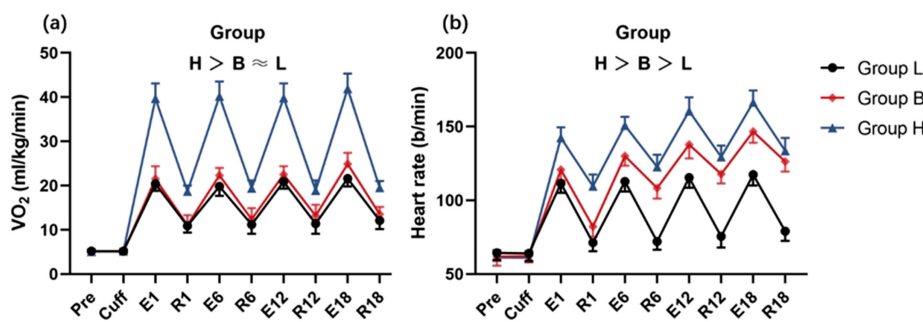 (a)
Group
H > B ≈ L
VO2 (ml/kg/min)
50
40
30
20
10
0
Pre
Cuff
E1
R1
E6
R6
E12
R12
E18
R18
(b)
Group
H > B > L
Heart rate (lb/min)
200
150
100
50
Pre
Cuff
E1
R1
E6
R6
E12
R12
E18
R18
Group L
Group B
Group H